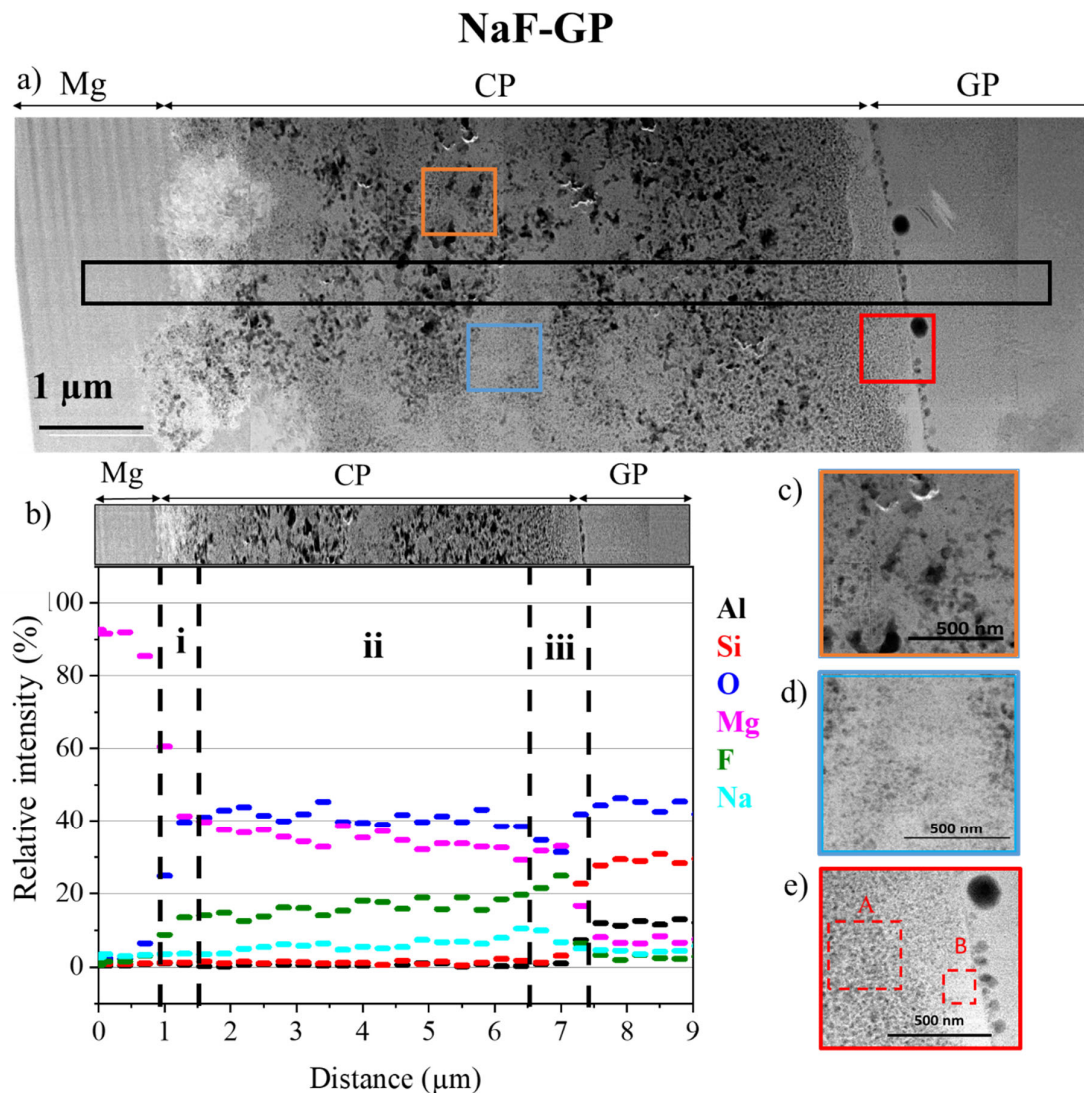 NaF-GP
a) Mg CP GP
1 µm
Mg CP GP
b)
100
80
60
40
20
0
Relative intensity (%)
i ii iii
0 1 2 3 4 5 6 7 8 9
Distance (µm)
Al
Si
O
Mg
F
Na
c)
500 nm
d)
500 nm
e)
A
B
500 nm